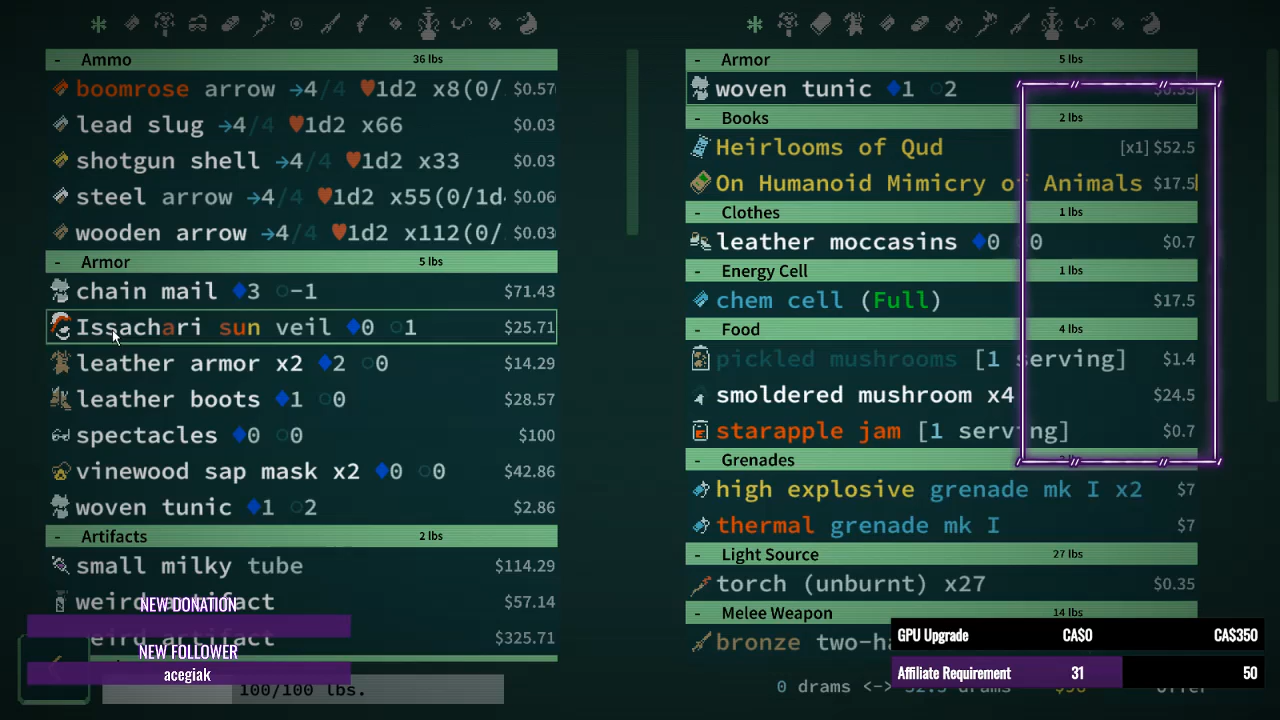 - Ammo 36 lbs
boomrose arrow →4/4 ♥1d2 x8(0/ $0.57
lead slug →4/4 ♥1d2 x66 $0.03
shotgun shell →4/4 ♥1d2 x33 $0.03
steel arrow →4/4 ♥1d2 x55(0/1d $0.06
wooden arrow →4/4 ♥1d2 x112(0/ $0.03
- Armor 5 lbs
chain mail ◆3 ○-1 $71.43
Issachari sun veil ◆0 ○1 $25.71
leather armor x2 ◆2 ○0 $14.29
leather boots ◆1 ○0 $28.57
spectacles ◆0 ○0 $100
vinewood sap mask x2 ◆0 ○0 $42.86
woven tunic ◆1 ○2 $2.86
- Artifacts 2 lbs
small milky tube $114.29
weird artifact $57.14
weird artifact $325.71
NEW DONATION
NEW FOLLOWER
acegiak
100/100 lbs.
- Armor 5 lbs
woven tunic ◆1 ○2 $0.35
- Books 2 lbs
Heirlooms of Qud [x1] $52.5
On Humanoid Mimicry of Animals $17.5
- Clothes 1 lbs
leather moccasins ◆0 ○0 $0.7
- Energy Cell 1 lbs
chem cell (Full) $17.5
- Food 4 lbs
pickled mushrooms [1 serving] $1.4
smoldered mushroom x4 $24.5
starapple jam [1 serving] $0.7
- Grenades
high explosive grenade mk I x2 $7
thermal grenade mk I $7
- Light Source 27 lbs
torch (unburnt) x27 $0.35
- Melee Weapon 14 lbs
bronze two-ha
0 drams <->
GPU Upgrade CA$0 CA$350
Affiliate Requirement 31 50